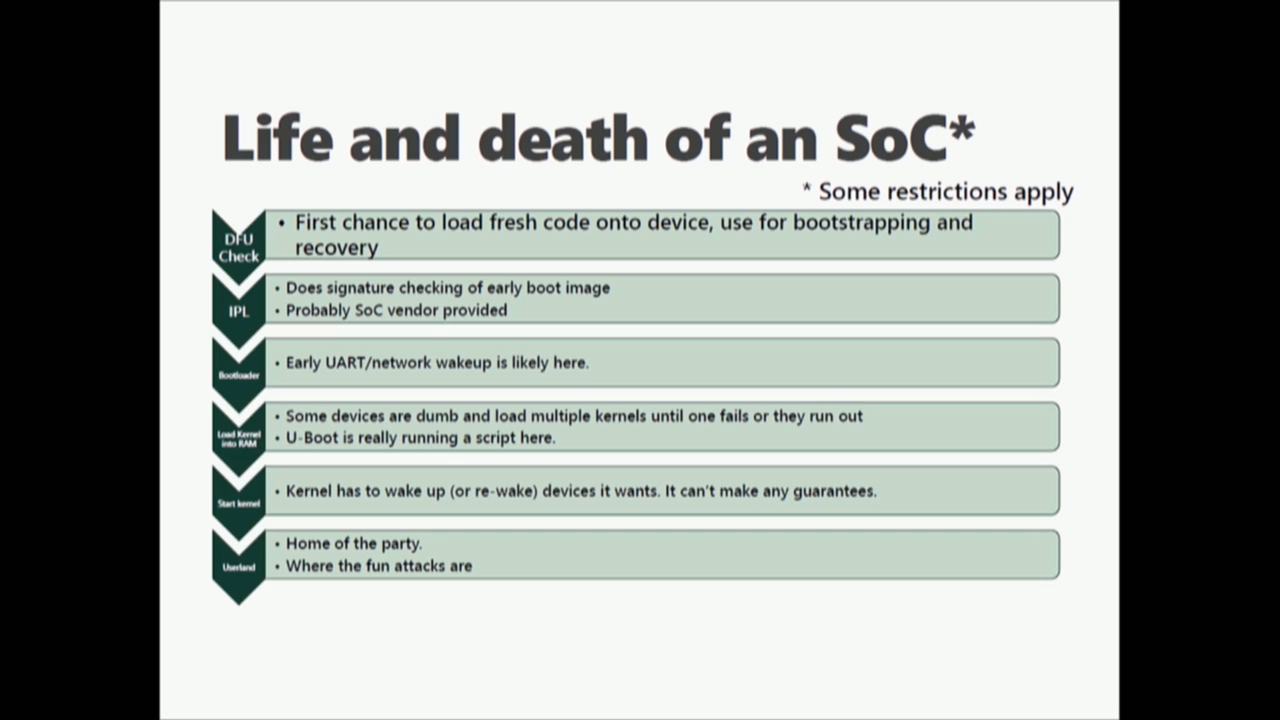 Life and death of an SoC*
* Some restrictions apply
DFU
Check
• First chance to load fresh code onto device, use for bootstrapping and
recovery
IPL
• Does signature checking of early boot image
• Probably SoC vendor provided
Bootloader
• Early UART/network wakeup is likely here.
Load Kernel
into RAM
• Some devices are dumb and load multiple kernels until one fails or they run out
• U-Boot is really running a script here.
Start kernel
• Kernel has to wake up (or re-wake) devices it wants. It can't make any guarantees.
Userland
• Home of the party.
• Where the fun attacks are